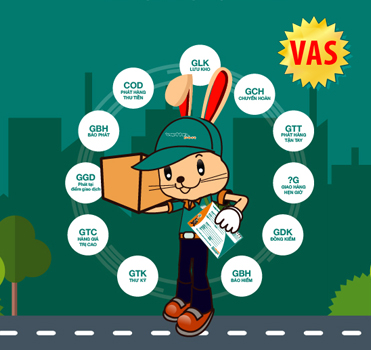 VAS
GLK
LƯU KHO
GCH
CHUYỂN HOÀN
GTT
PHÁT HÀNG
TẬN TAY
?G
GIAO HÀNG
HẸN GIỜ
GDK
ĐỒNG KIỂM
GBH
BẢO HIỂM
GTK
THƯ KÝ
GTC
HÀNG GIÁ
TRỊ CAO
GGD
Phát tại
điểm giao dịch
GBH
BÁO PHÁT
COD
PHÁT HÀNG
THU TIỀN